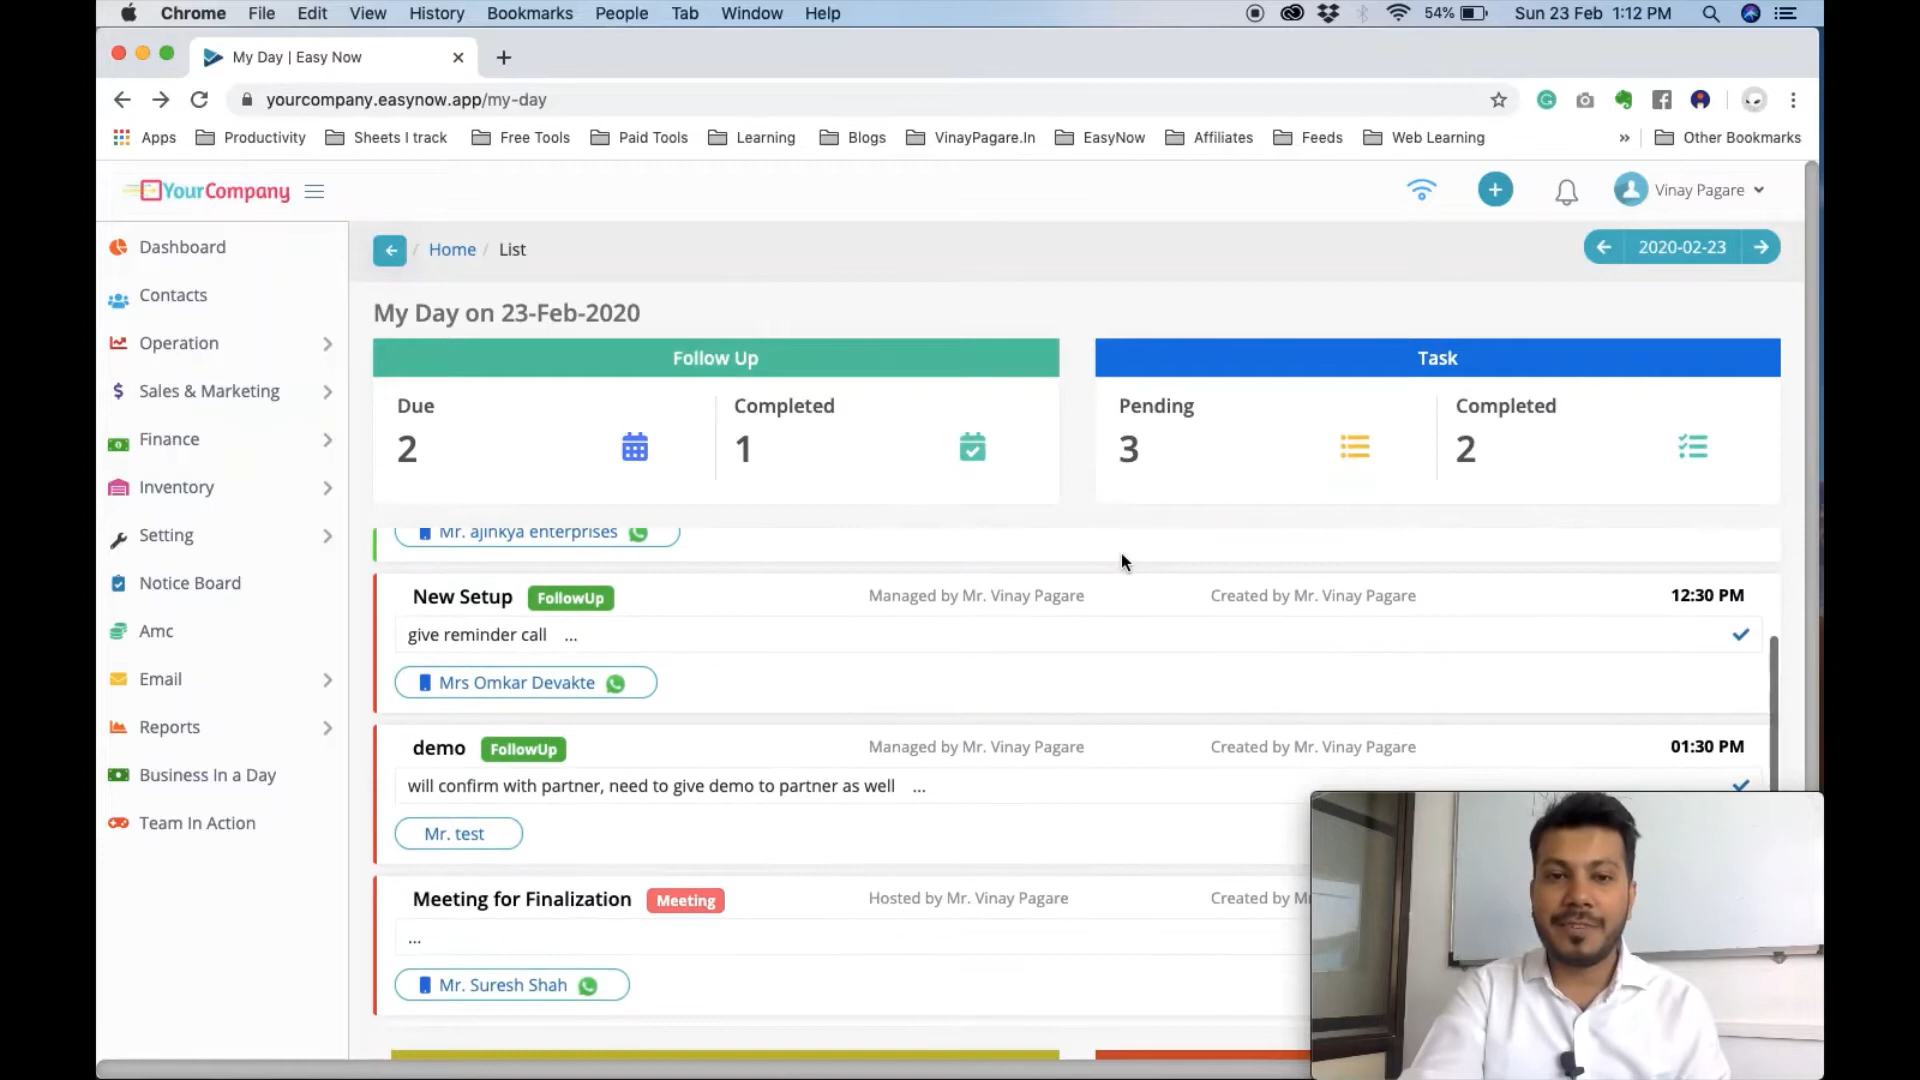 Chrome File Edit View History Bookmarks People Tab Window Help 54% Sun 23 Feb 1:12 PM
My Day | Easy Now
yourcompany.easynow.app/my-day
Apps Productivity Sheets I track Free Tools Paid Tools Learning Blogs VinayPagare.In EasyNow Affiliates Feeds Web Learning » Other Bookmarks
YourCompany Vinay Pagare
Dashboard
Contacts
Operation
Sales & Marketing
Finance
Inventory
Setting
Notice Board
Amc
Email
Reports
Business In a Day
Team In Action
/ Home / List 2020-02-23
My Day on 23-Feb-2020
Follow Up
Due Completed
2 1
Task
Pending Completed
3 2
Mr. ajinkya enterprises
New Setup FollowUp Managed by Mr. Vinay Pagare Created by Mr. Vinay Pagare 12:30 PM
give reminder call ...
Mrs Omkar Devakte
demo FollowUp Managed by Mr. Vinay Pagare Created by Mr. Vinay Pagare 01:30 PM
will confirm with partner, need to give demo to partner as well ...
Mr. test
Meeting for Finalization Meeting Hosted by Mr. Vinay Pagare Created by
...
Mr. Suresh Shah